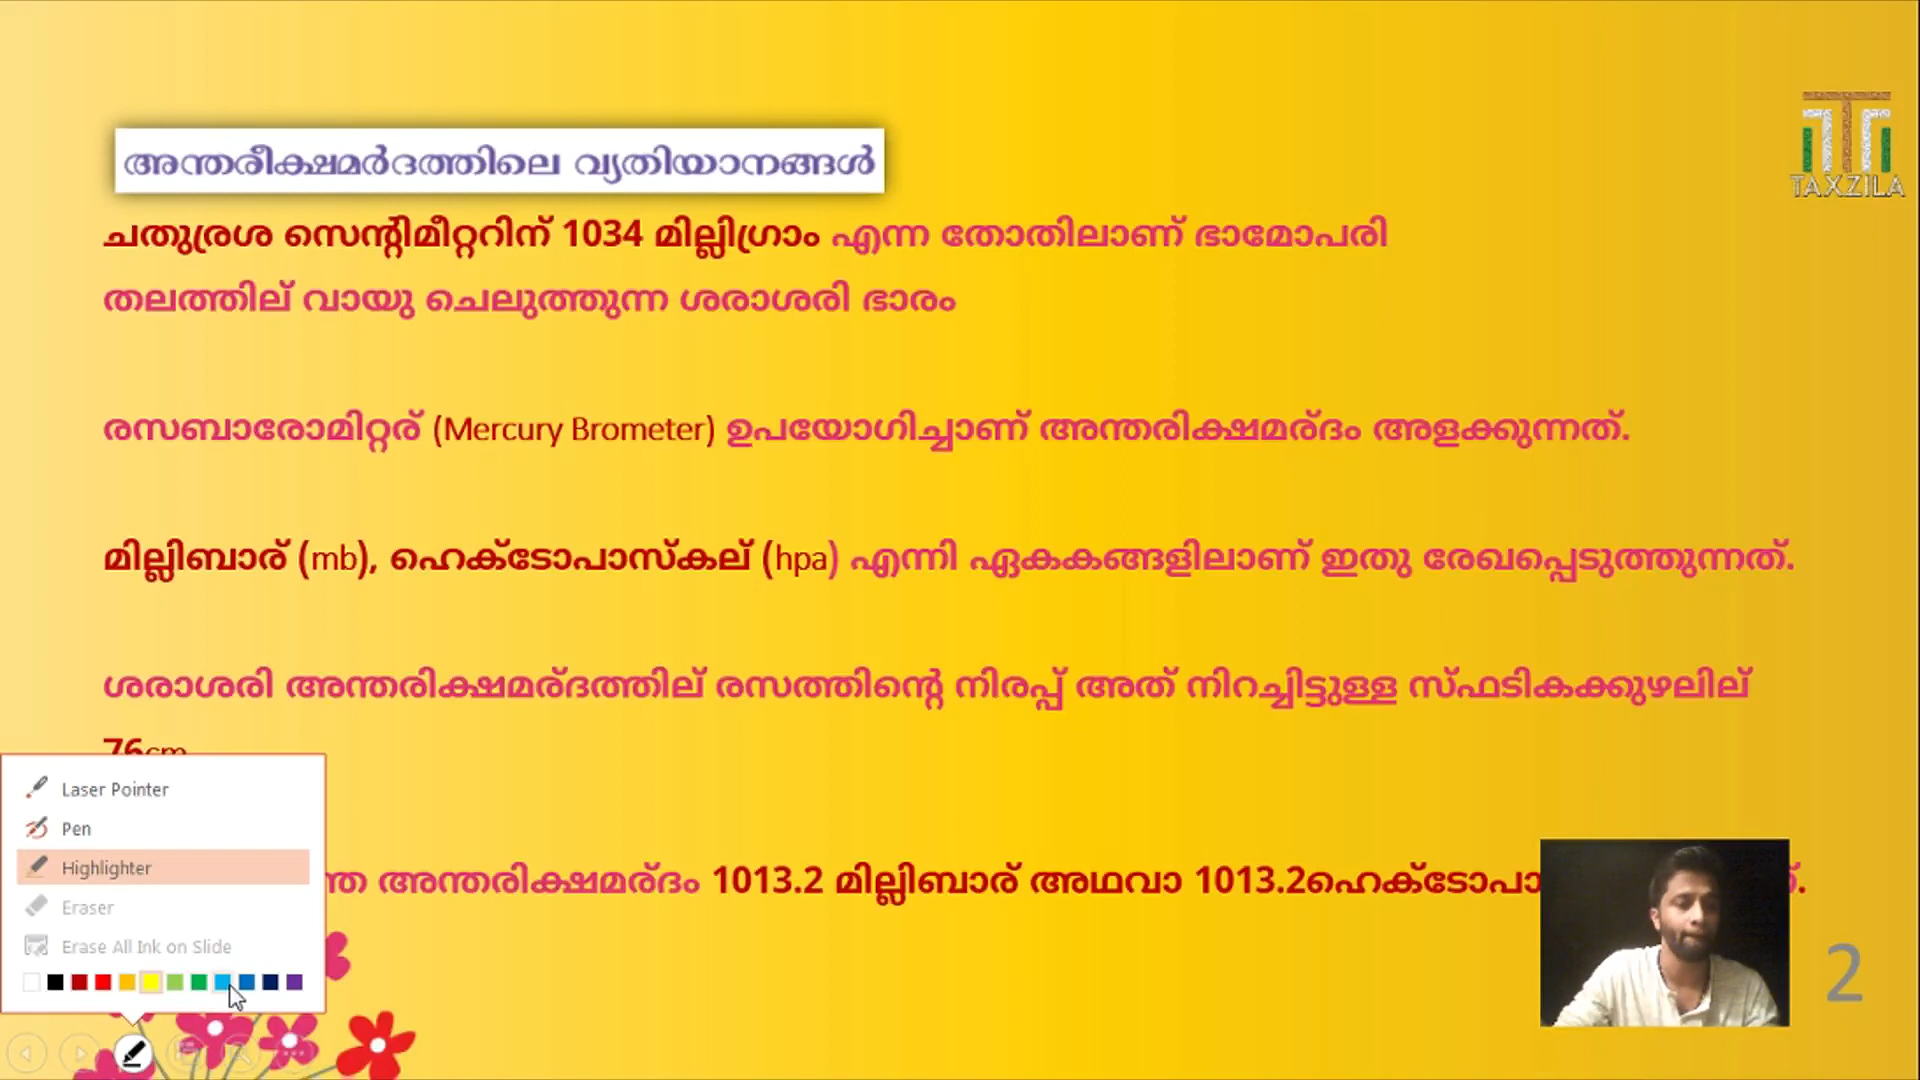 അന്തരീക്ഷമർദത്തിലെ വ്യതിയാനങ്ങൾ
TAXZILA
ചതുരശ്ര സെന്റിമീറ്ററിന് 1034 മില്ലിഗ്രാം എന്ന തോതിലാണ് ഭാമോപരി
തലത്തില് വായു ചെലുത്തുന്ന ശരാശരി ഭാരം
രസബാരോമിറ്റര് (Mercury Brometer) ഉപയോഗിച്ചാണ് അന്തരിക്ഷമര്ദം അളക്കുന്നത്.
മില്ലിബാര് (mb), ഹെക്ടോപാസ്കല് (hpa) എന്നി ഏകകങ്ങളിലാണ് ഇതു രേഖപ്പെടുത്തുന്നത്.
ശരാശരി അന്തരിക്ഷമര്ദത്തില് രസത്തിന്റെ നിരപ്പ് അത് നിറച്ചിട്ടുള്ള സ്ഫടികക്കുഴലില്
76cm
Laser Pointer
Pen
Highlighter
Eraser
Erase All Ink on Slide
അന്തരിക്ഷമര്ദം 1013.2 മില്ലിബാര് അഥവാ 1013.2ഹെക്ടോപാ
2